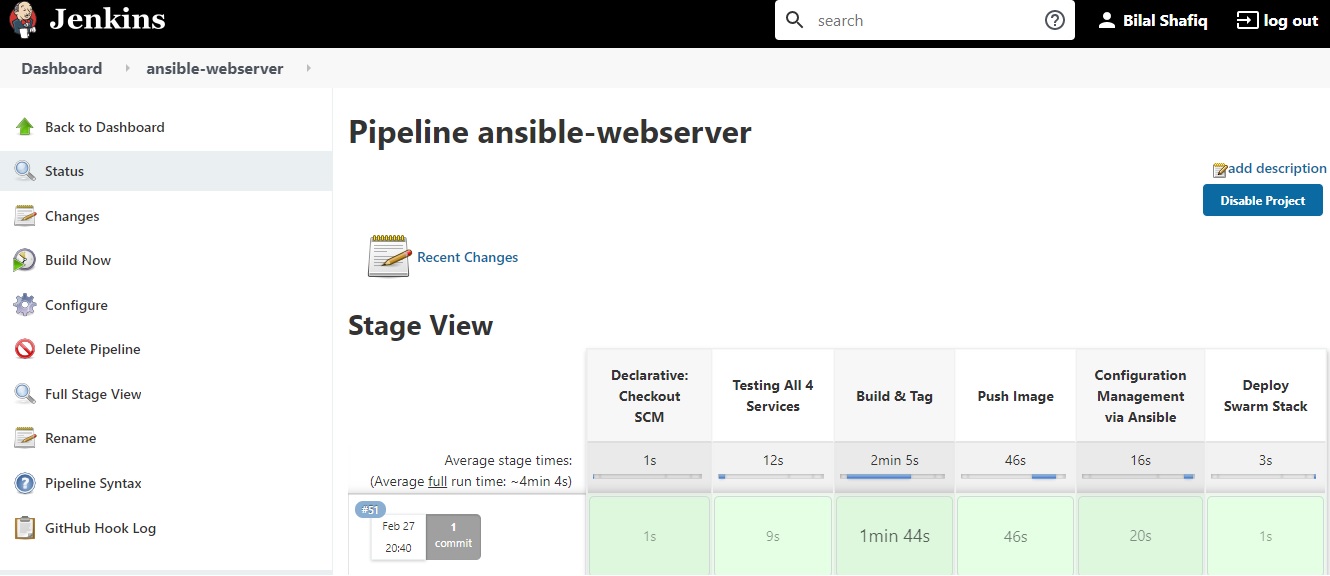 Jenkins
search
Bilal Shafiq
log out
Dashboard
ansible-webserver
Back to Dashboard
Status
Changes
Build Now
Configure
Delete Pipeline
Full Stage View
Rename
Pipeline Syntax
GitHub Hook Log
Pipeline ansible-webserver
add description
Disable Project
Recent Changes
Stage View
Declarative:
Checkout
SCM
Testing All 4
Services
Build & Tag
Push Image
Configuration
Management
via Ansible
Deploy
Swarm Stack
Average stage times:
(Average full run time: ~4min 4s)
1s
12s
2min 5s
46s
16s
3s
#51
Feb 27
20:40
1
commit
1s
9s
1min 44s
46s
20s
1s